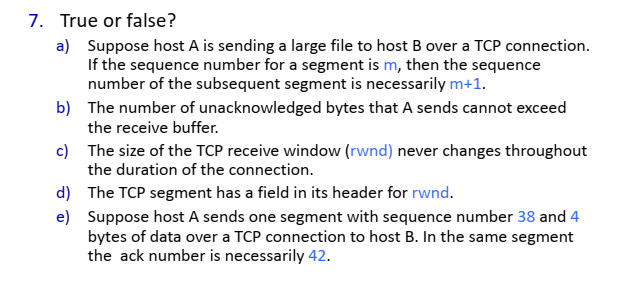 7. True or false?
a) Suppose host A is sending a large file to host B over a TCP connection.
If the sequence number for a segment is m, then the sequence
number of the subsequent segment is necessarily m+1.
b) The number of unacknowledged bytes that A sends cannot exceed
the receive buffer.
c) The size of the TCP receive window (rwnd) never changes throughout
the duration of the connection.
d) The TCP segment has a field in its header for rwnd.
e) Suppose host A sends one segment with sequence number 38 and 4
bytes of data over a TCP connection to host B. In the same segment
the ack number is necessarily 42.